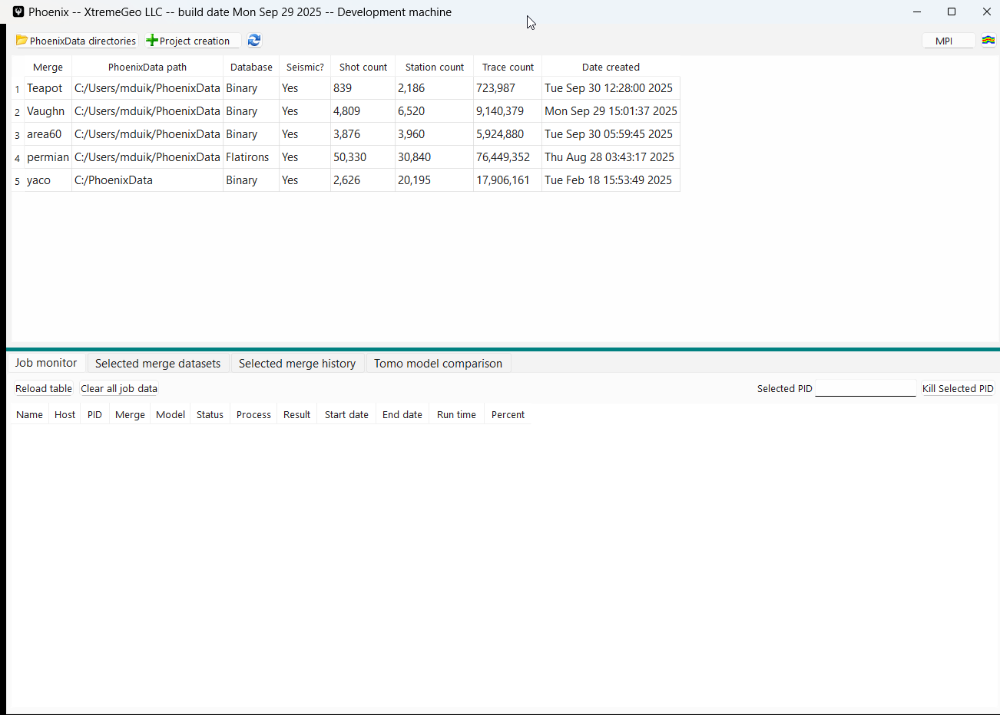 Phoenix -- XtremeGeo LLC -- build date Mon Sep 29 2025 -- Development machine
PhoenixData directories Project creation MPI
Merge PhoenixData path Database Seismic? Shot count Station count Trace count Date created
1 Teapot C:/Users/mduik/PhoenixData Binary Yes 839 2,186 723,987 Tue Sep 30 12:28:00 2025
2 Vaughn C:/Users/mduik/PhoenixData Binary Yes 4,809 6,520 9,140,379 Mon Sep 29 15:01:37 2025
3 area60 C:/Users/mduik/PhoenixData Binary Yes 3,876 3,960 5,924,880 Tue Sep 30 05:59:45 2025
4 permian C:/Users/mduik/PhoenixData Flatirons Yes 50,330 30,840 76,449,352 Thu Aug 28 03:43:17 2025
5 yaco C:/PhoenixData Binary Yes 2,626 20,195 17,906,161 Tue Feb 18 15:53:49 2025
Job monitor Selected merge datasets Selected merge history Tomo model comparison
Reload table Clear all job data Selected PID Kill Selected PID
Name Host PID Merge Model Status Process Result Start date End date Run time Percent